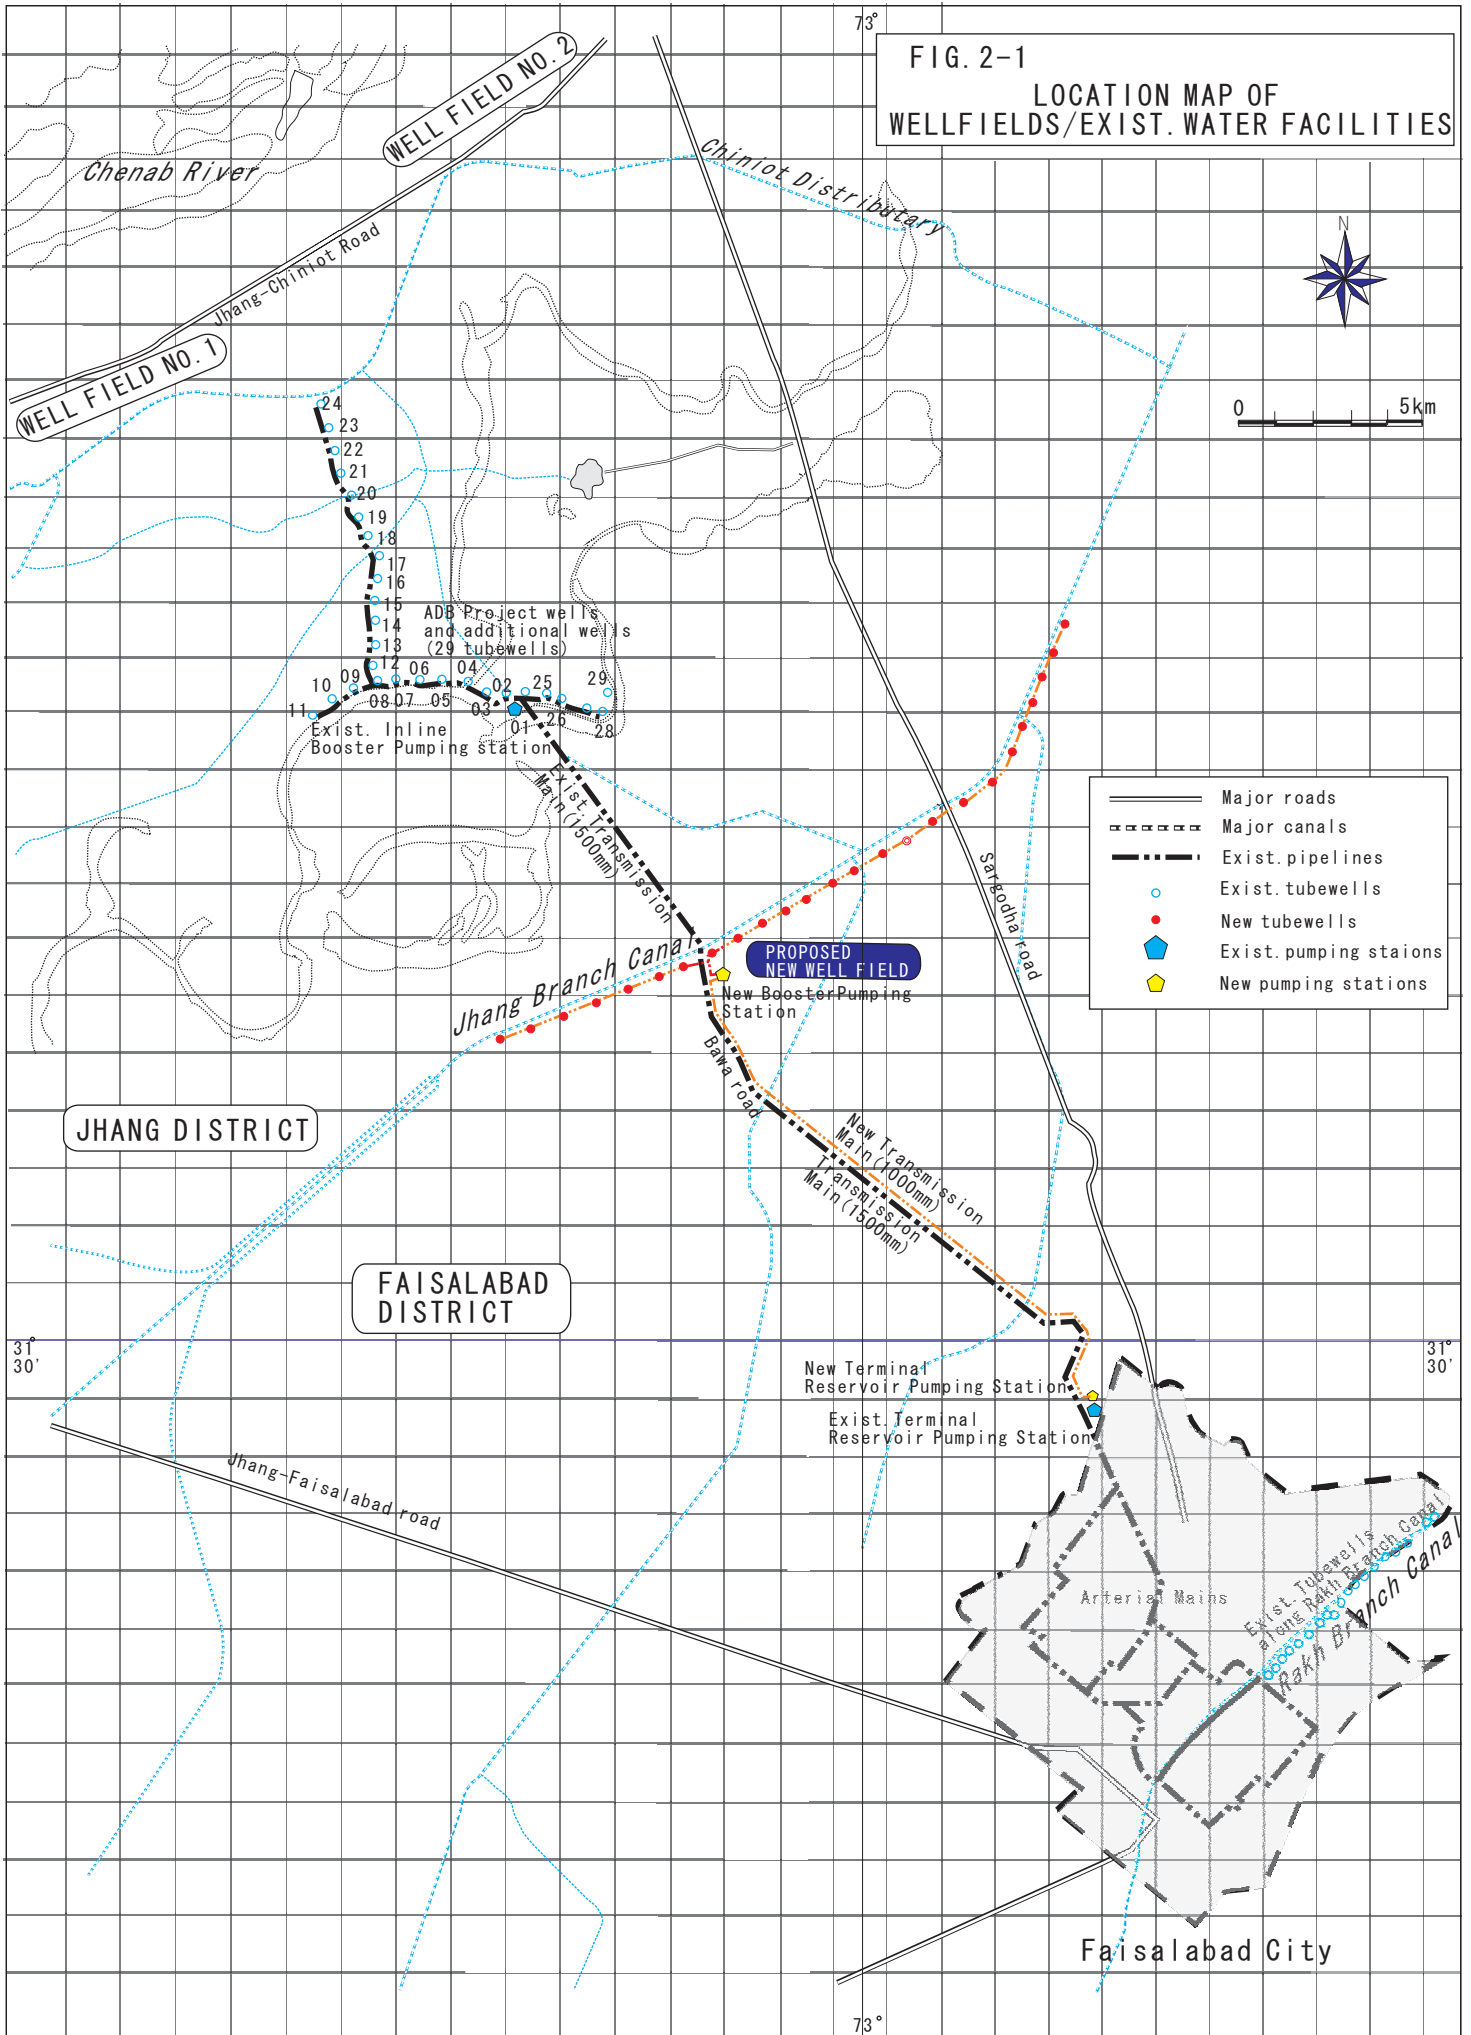 73°
FIG. 2-1
LOCATION MAP OF
WELLFIELDS/EXIST. WATER FACILITIES
WELL FIELD NO. 2
Chenab River
Chiniot Distributary
Jhang-Chiniot Road
N
WELL FIELD NO. 1
0
5km
24
23
22
21
20
19
18
17
16
15
14
13
12
ADB Project wells
and additional wells
(29 tubewells)
11
10
09
08
07
06
05
04
03
02
01
25
26
28
29
Exist. Inline
Booster Pumping station
Exist. Transmission
Main (1500mm)
Major roads
Major canals
Exist. pipelines
Exist. tubewells
New tubewells
Exist. pumping staions
New pumping stations
Sargodha road
Jhang Branch Canal
PROPOSED
NEW WELL FIELD
New Booster Pumping
Station
Bawa road
JHANG DISTRICT
New Transmission
Main (1000mm)
Transmission
Main (1500mm)
FAISALABAD
DISTRICT
31°
30'
31°
30'
New Terminal
Reservoir Pumping Station
Exist. Terminal
Reservoir Pumping Station
Jhang-Faisalabad road
Exist. Tubewells
along Rakh Branch Canal
Rakh Branch Canal
Arterial Mains
Faisalabad City
73°